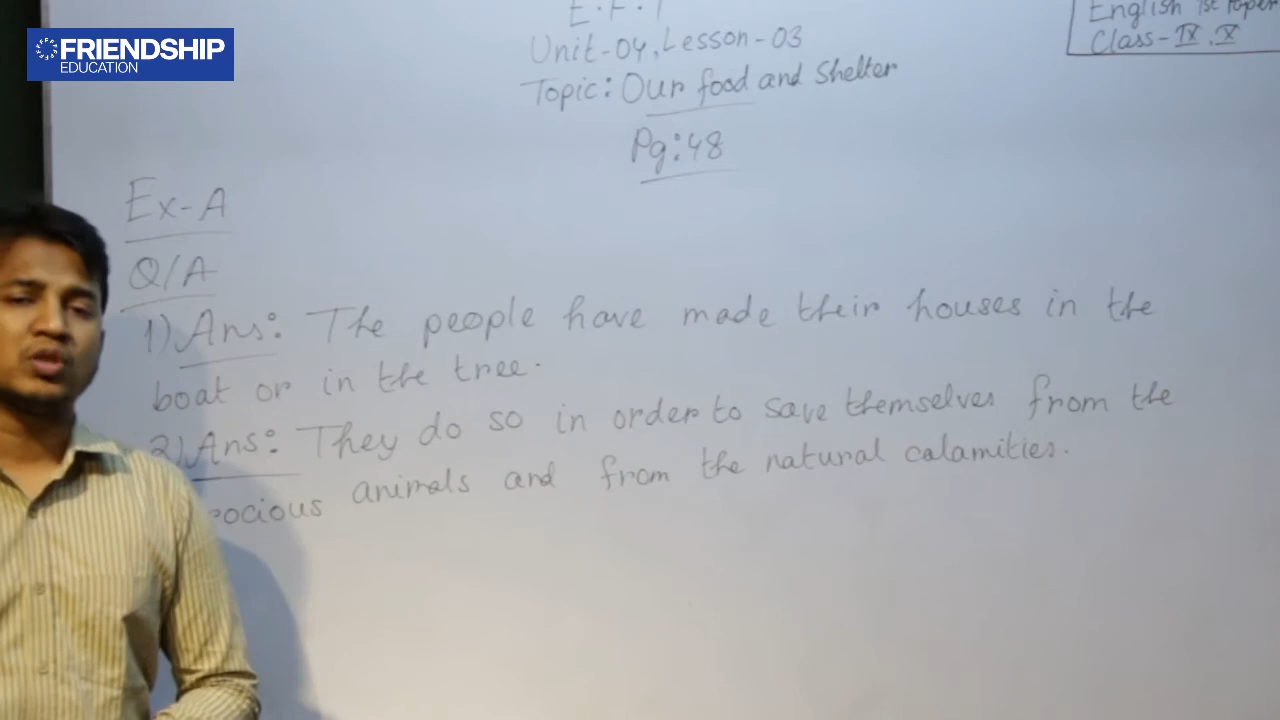 FRIENDSHIP
EDUCATION
E.F.T
English 1st Paper
Class-IX, X
Unit-04, Lesson-03
Topic: Our food and Shelter
Pg:48
Ex-A
Q/A
1) Ans: The people have made their houses in the
boat or in the tree.
2) Ans: They do so in order to save themselves from the
rocious animals and from the natural calamities.